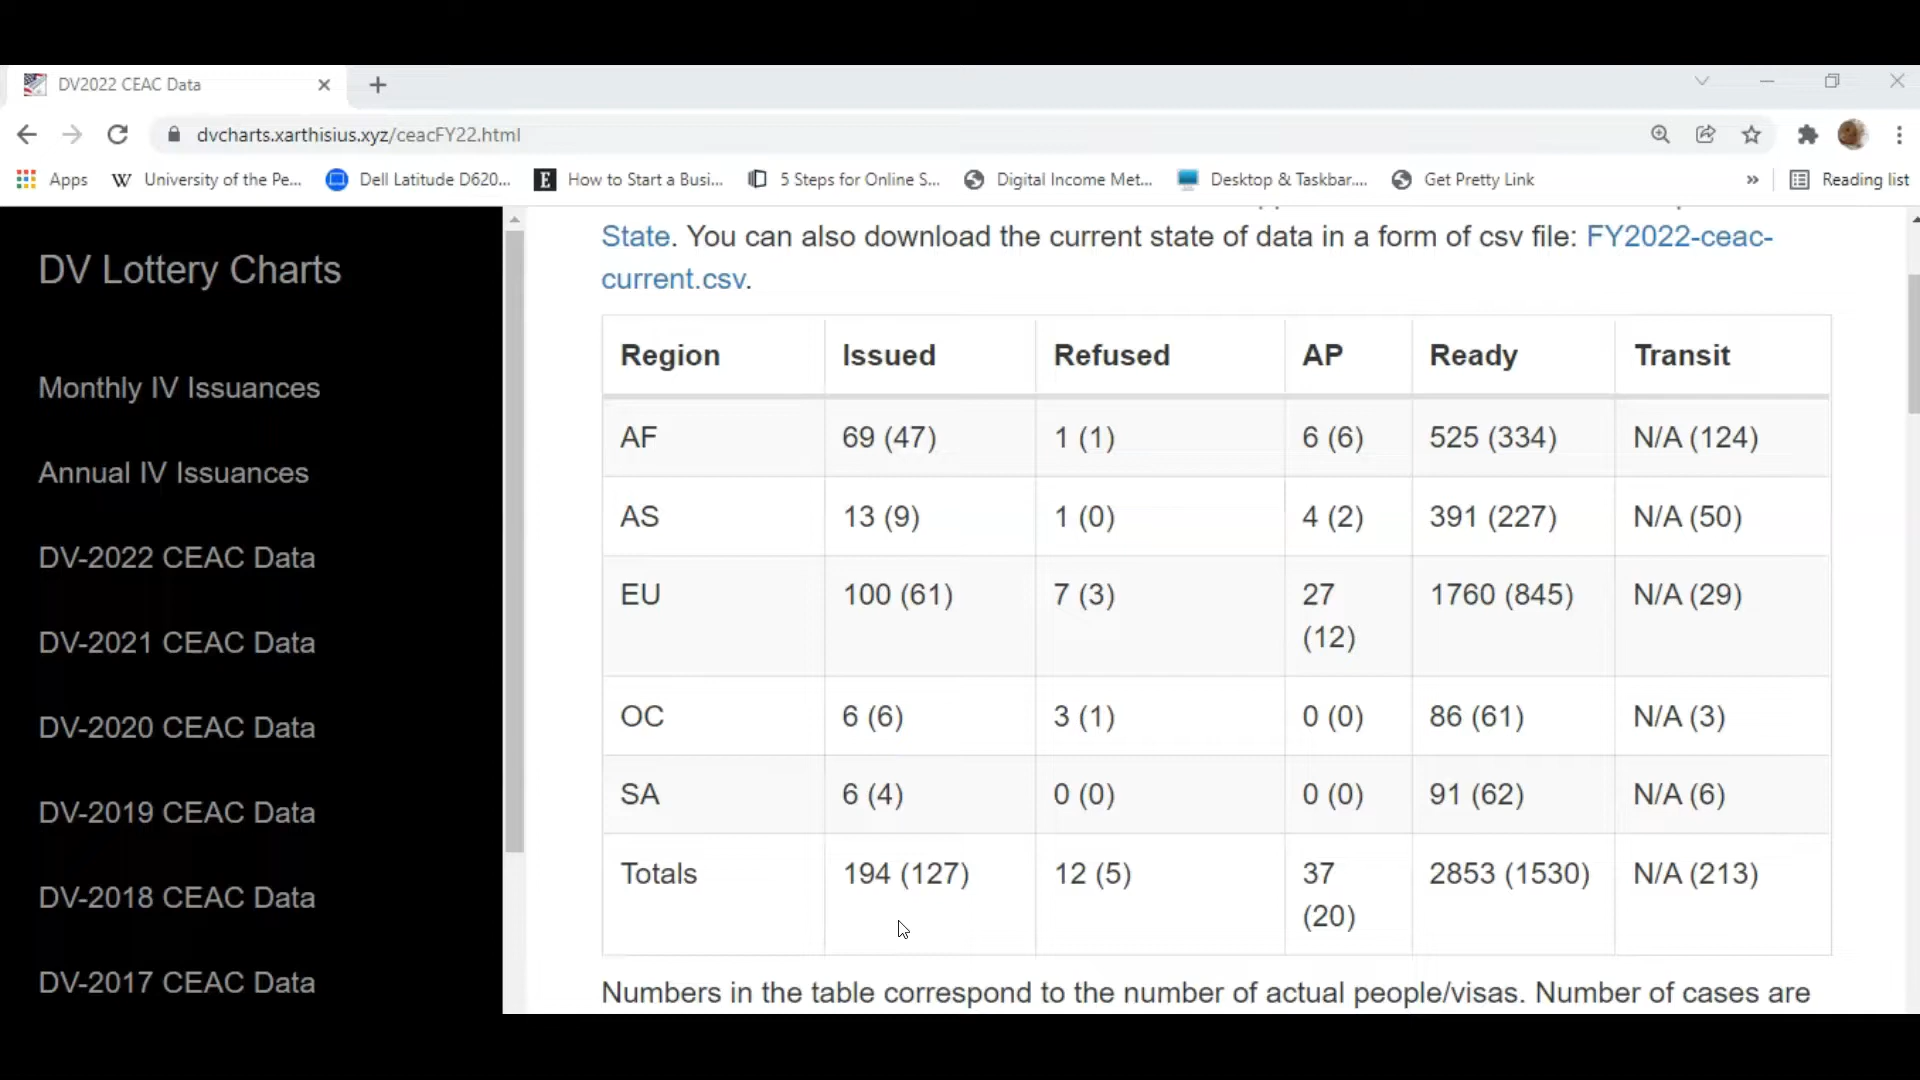 DV2022 CEAC Data
dvcharts.xarthisius.xyz/ceacFY22.html
Apps University of the Pe... Dell Latitude D620... E How to Start a Busi... 5 Steps for Online S... Digital Income Met... Desktop & Taskbar.... Get Pretty Link » Reading list
DV Lottery Charts
Monthly IV Issuances
Annual IV Issuances
DV-2022 CEAC Data
DV-2021 CEAC Data
DV-2020 CEAC Data
DV-2019 CEAC Data
DV-2018 CEAC Data
DV-2017 CEAC Data
State. You can also download the current state of data in a form of csv file: FY2022-ceac-
current.csv.
Region Issued Refused AP Ready Transit
AF 69 (47) 1 (1) 6 (6) 525 (334) N/A (124)
AS 13 (9) 1 (0) 4 (2) 391 (227) N/A (50)
EU 100 (61) 7 (3) 27 1760 (845) N/A (29)
(12)
OC 6 (6) 3 (1) 0 (0) 86 (61) N/A (3)
SA 6 (4) 0 (0) 0 (0) 91 (62) N/A (6)
Totals 194 (127) 12 (5) 37 2853 (1530) N/A (213)
(20)
Numbers in the table correspond to the number of actual people/visas. Number of cases are